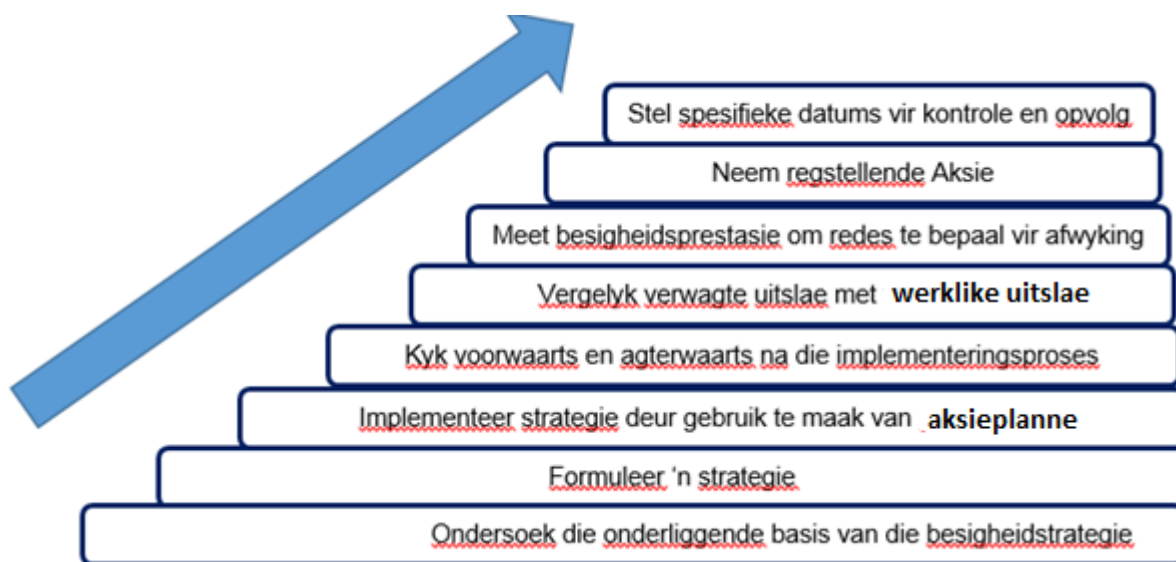 Stel spesifieke datums vir kontrole en opvolg
Neem regstellende Aksie
Meet besigheidsprestasie om redes te bepaal vir afwyking
Vergelyk verwagte uitslae met werklike uitslae
Kyk voorwaarts en agterwaarts na die implementeringsproses
Implementeer strategie deur gebruik te maak van aksieplanne
Formuleer ‘n strategie
Ondersoek die onderliggende basis van die besigheidstrategie